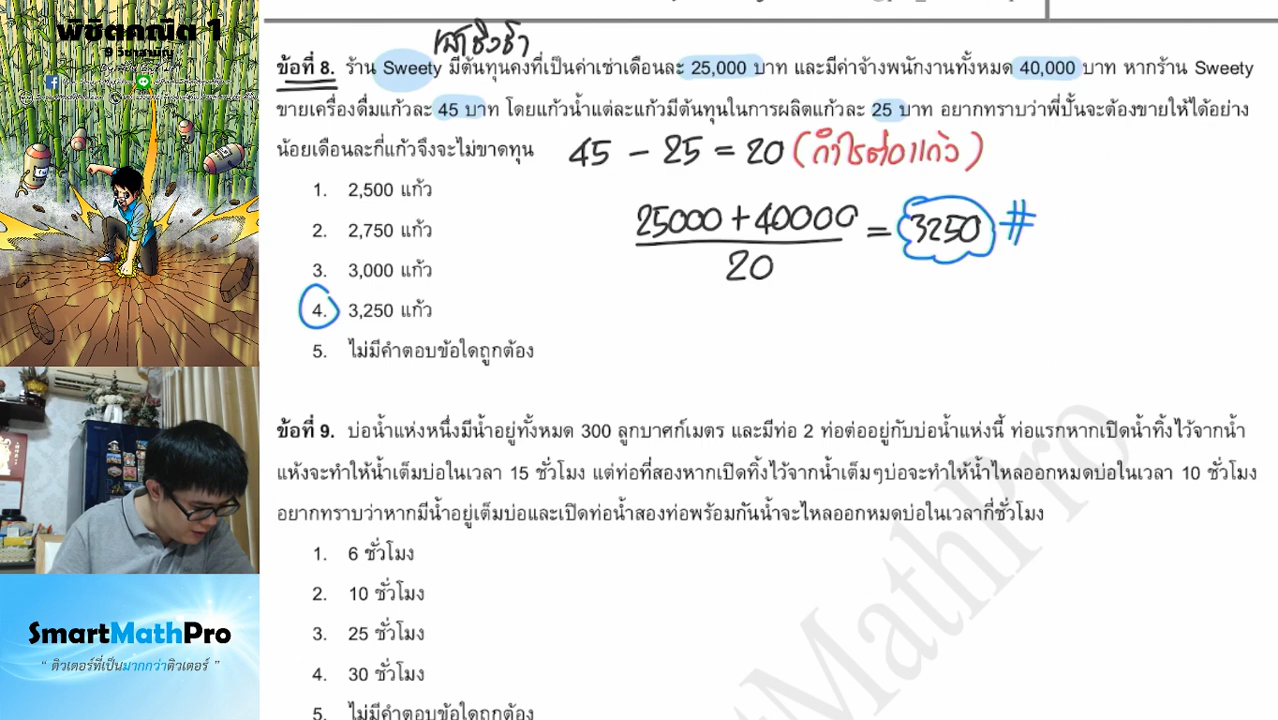 พิชิตคณิต 1
9 วิชาสามัญ
เสาชิงช้า
ข้อที่ 8. ร้าน Sweety มีต้นทุนคงที่เป็นค่าเช่าเดือนละ 25,000 บาท และมีค่าจ้างพนักงานทั้งหมด 40,000 บาท หากร้าน Sweety
ขายเครื่องดื่มแก้วละ 45 บาท โดยแก้วน้ำแต่ละแก้วมีต้นทุนในการผลิตแก้วละ 25 บาท อยากทราบว่าพี่ปั้นจะต้องขายให้ได้อย่าง
น้อยเดือนละกี่แก้วจึงจะไม่ขาดทุน
45 - 25 = 20 (กำไรต่อแก้ว)
1. 2,500 แก้ว
25000 + 40000
= 3250 #
20
2. 2,750 แก้ว
3. 3,000 แก้ว
4. 3,250 แก้ว
5. ไม่มีคำตอบข้อใดถูกต้อง
ข้อที่ 9. บ่อน้ำแห่งหนึ่งมีน้ำอยู่ทั้งหมด 300 ลูกบาศก์เมตร และมีท่อ 2 ท่อต่ออยู่กับบ่อน้ำแห่งนี้ ท่อแรกหากเปิดน้ำทิ้งไว้จากน้ำ
แห้งจะทำให้น้ำเต็มบ่อในเวลา 15 ชั่วโมง แต่ท่อที่สองหากเปิดทิ้งไว้จากน้ำเต็มๆบ่อจะทำให้น้ำไหลออกหมดบ่อในเวลา 10 ชั่วโมง
อยากทราบว่าหากมีน้ำอยู่เต็มบ่อและเปิดท่อน้ำสองท่อพร้อมกันน้ำจะไหลออกหมดบ่อในเวลากี่ชั่วโมง
1. 6 ชั่วโมง
2. 10 ชั่วโมง
3. 25 ชั่วโมง
4. 30 ชั่วโมง
5. ไม่มีคำตอบข้อใดถูกต้อง
SmartMathPro
“ ติวเตอร์ที่เป็นมากกว่าติวเตอร์ ”